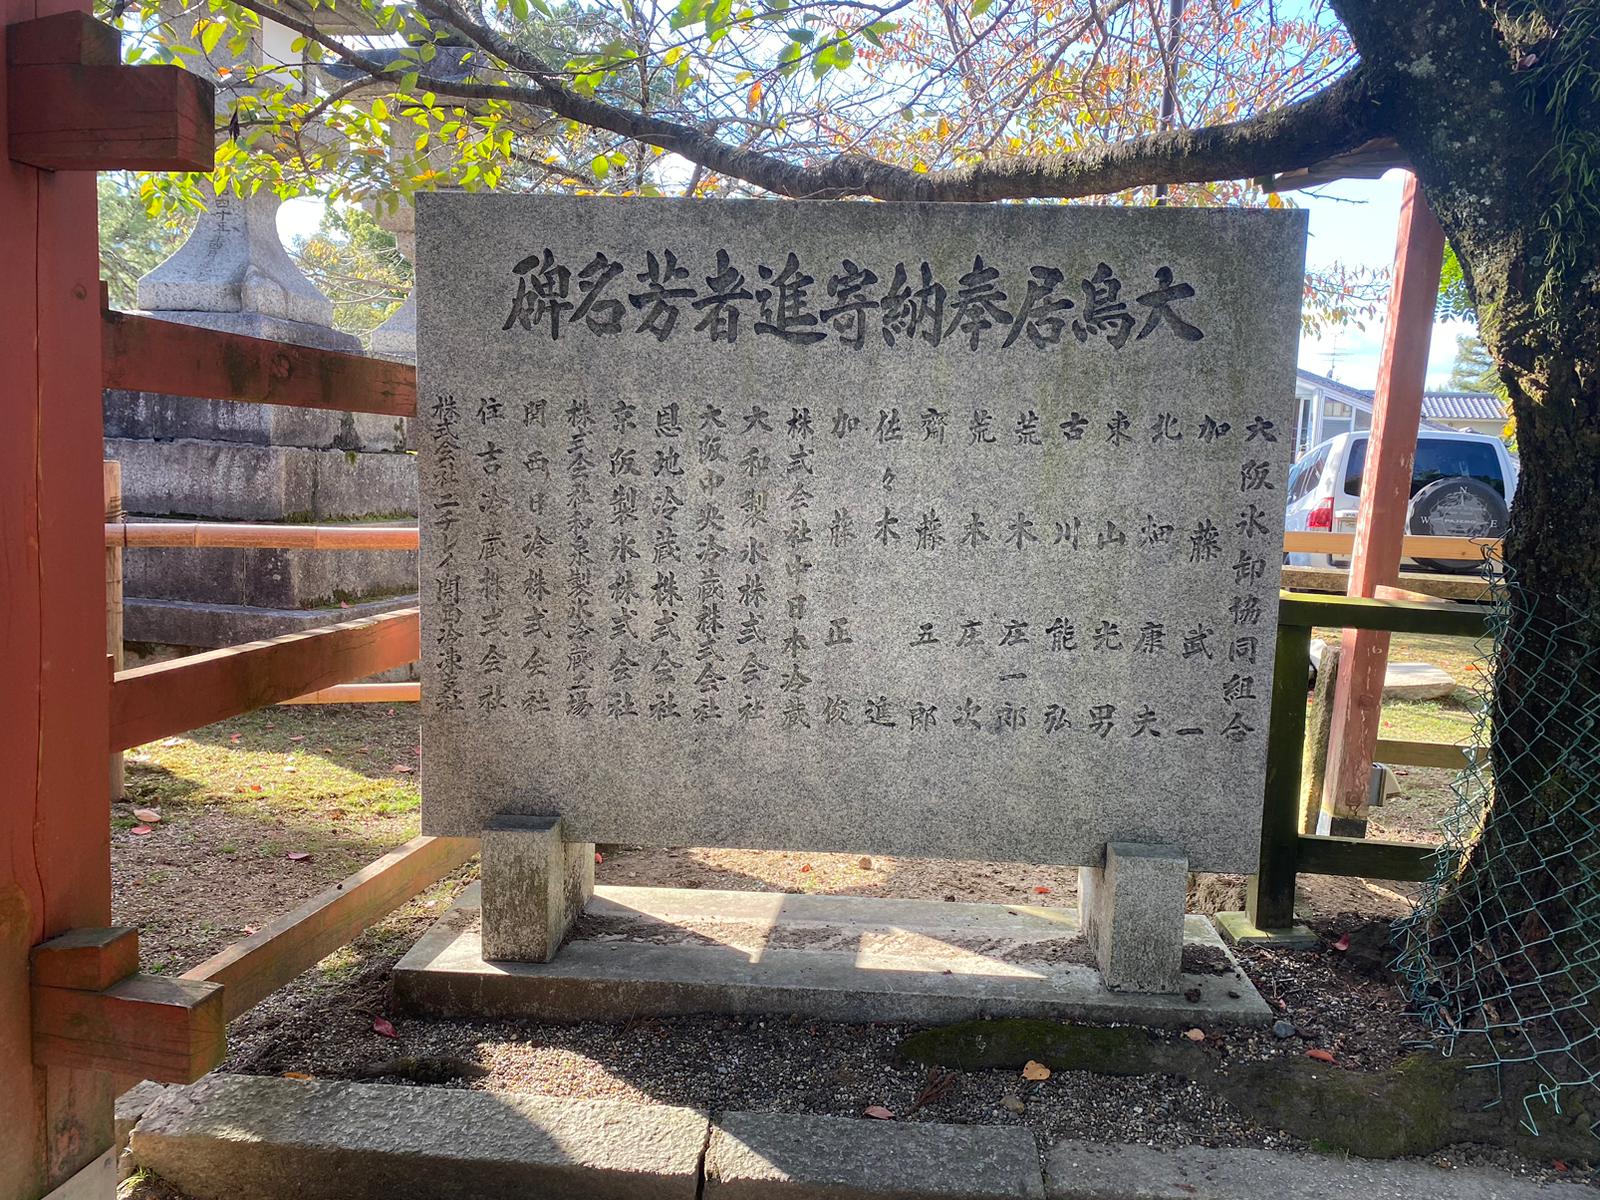 大鳥居奉納寄進者芳名碑
大阪氷卸協同組合
加藤武一
北畑康夫
東山光男
古川能弘
荒木庄一郎
荒木庄次
齊藤五郎
佐々木進
加藤正俊
株式会社中日本冷蔵
大和製氷株式会社
大阪中央冷蔵株式会社
恩地冷蔵株式会社
京阪製氷株式会社
株式会社和泉製氷冷蔵工場
関西日冷株式会社
住吉冷蔵株式会社
株式会社ニチレイ関西冷凍支社
PAJERO
N
W
E